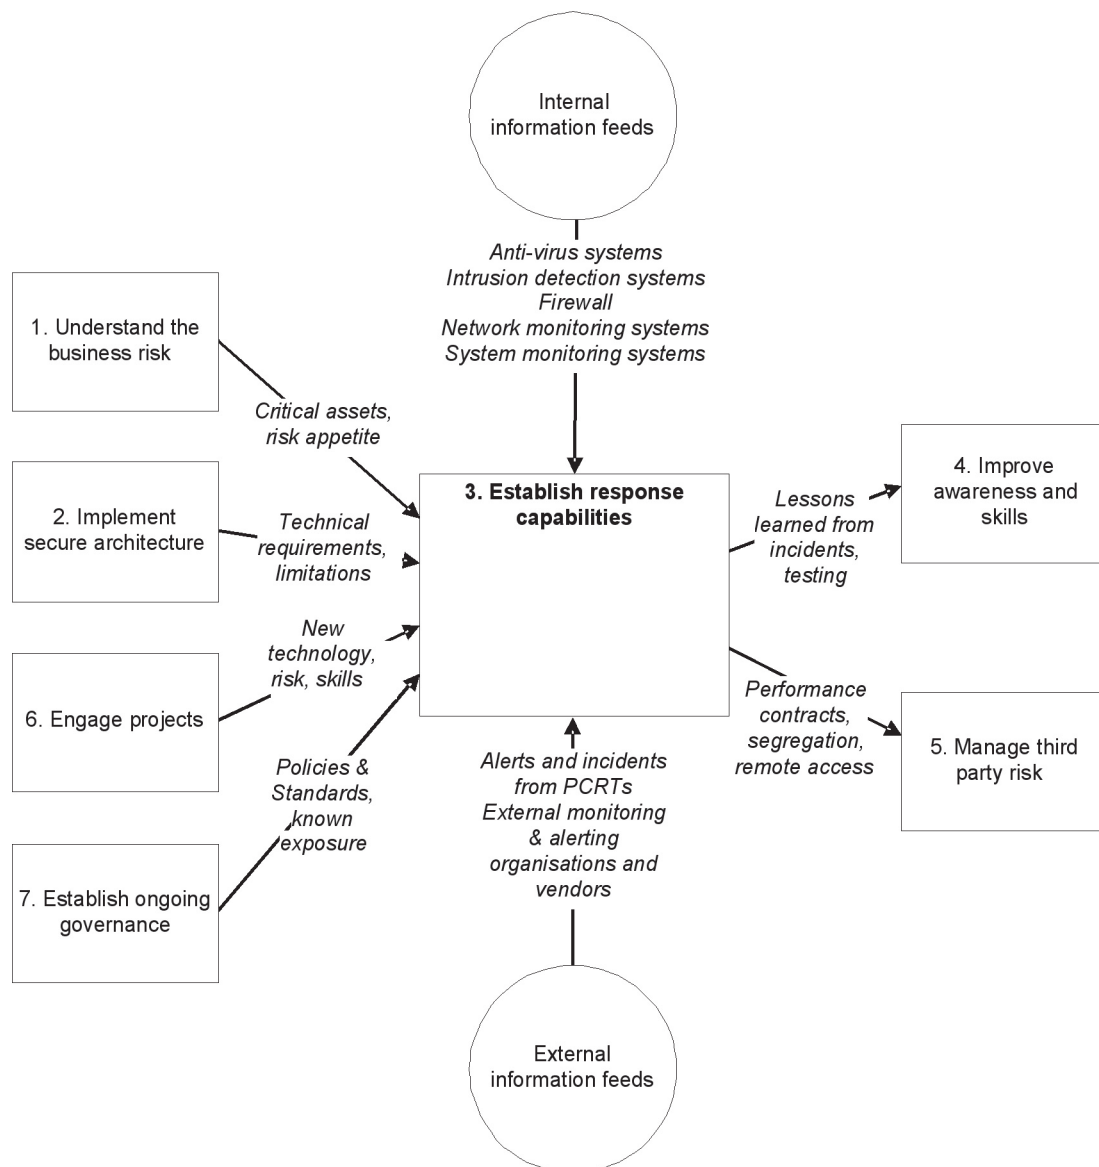 Internal
information feeds
Anti-virus systems
Intrusion detection systems
Firewall
Network monitoring systems
System monitoring systems
1. Understand the
business risk
Critical assets,
risk appetite
2. Implement
secure architecture
Technical
requirements,
limitations
6. Engage projects
New
technology,
risk, skills
7. Establish ongoing
governance
Policies &
Standards,
known
exposure
3. Establish response
capabilities
Lessons
learned from
incidents,
testing
4. Improve
awareness and
skills
Performance
contracts,
segregation,
remote access
5. Manage third
party risk
Alerts and incidents
from PCRTs
External monitoring
& alerting
organisations and
vendors
External
information feeds